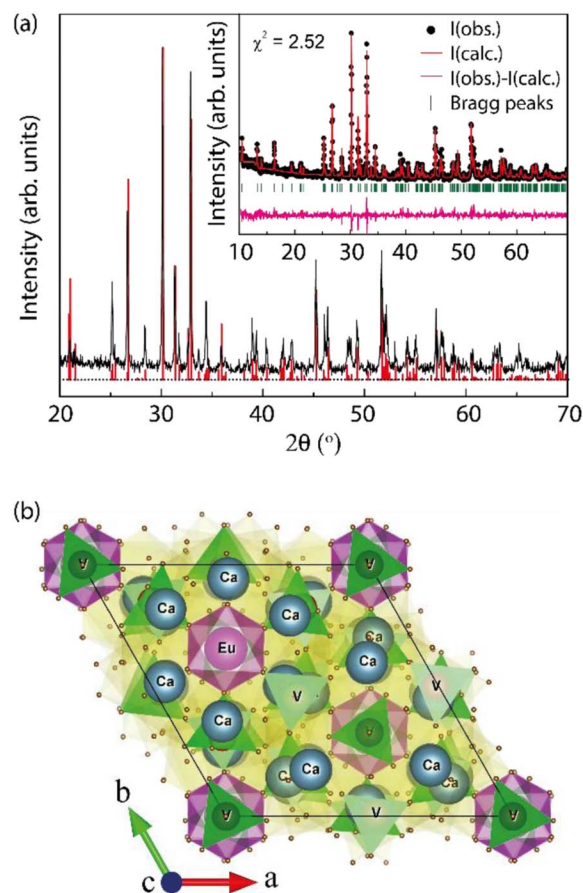 (a)
Intensity (arb. units)
χ² = 2.52
I(obs.)
I(calc.)
I(obs.)-I(calc.)
Bragg peaks
Intensity (arb. units)
10 20 30 40 50 60
20 30 40 50 60 70
2θ (°)
(b)
V V
Ca
Ca Ca
Eu Ca
Ca Ca
Ca V V
V
Ca Ca Ca
V V V
b
c a